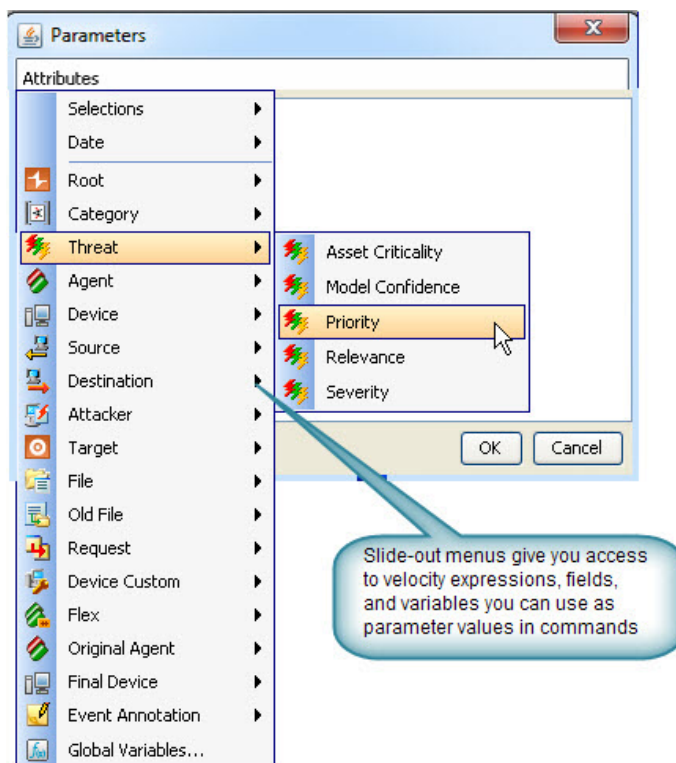 Parameters
Attributes
Selections
Date
Root
Category
Threat
Agent
Device
Source
Destination
Attacker
Target
File
Old File
Request
Device Custom
Flex
Original Agent
Final Device
Event Annotation
Global Variables...
Asset Criticality
Model Confidence
Priority
Relevance
Severity
OK
Cancel
Slide-out menus give you access
to velocity expressions, fields,
and variables you can use as
parameter values in commands